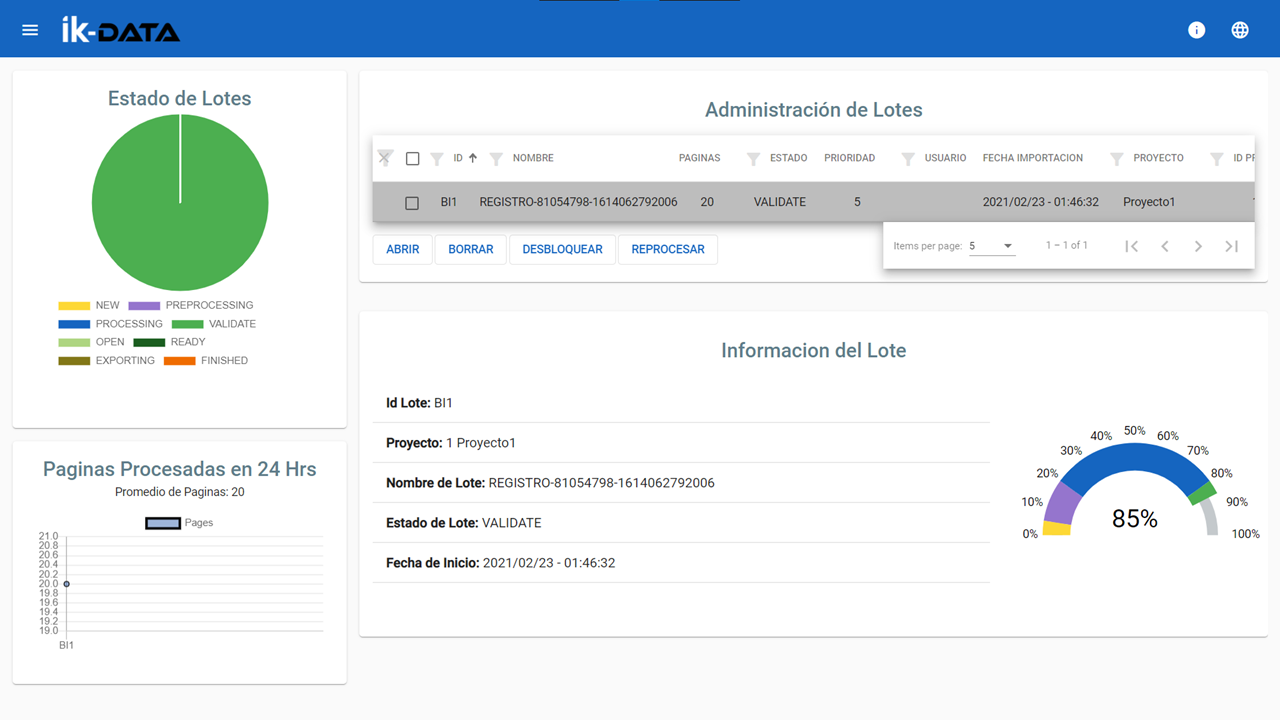 ik-DATA
Estado de Lotes
NEW PREPROCESSING
PROCESSING VALIDATE
OPEN READY
EXPORTING FINISHED
Paginas Procesadas en 24 Hrs
Promedio de Paginas: 20
Pages
21.0
20.8
20.6
20.4
20.2
20.0
19.8
19.6
19.4
19.2
19.0
BI1
Administración de Lotes
ID NOMBRE PAGINAS ESTADO PRIORIDAD USUARIO FECHA IMPORTACION PROYECTO ID
BI1 REGISTRO-81054798-1614062792006 20 VALIDATE 5 2021/02/23 - 01:46:32 Proyecto1
ABRIR BORRAR DESBLOQUEAR REPROCESAR
Items per page: 5 1 – 1 of 1
Informacion del Lote
Id Lote: BI1
Proyecto: 1 Proyecto1
Nombre de Lote: REGISTRO-81054798-1614062792006
Estado de Lote: VALIDATE
Fecha de Inicio: 2021/02/23 - 01:46:32
0%
10%
20%
30%
40%
50%
60%
70%
80%
90%
100%
85%